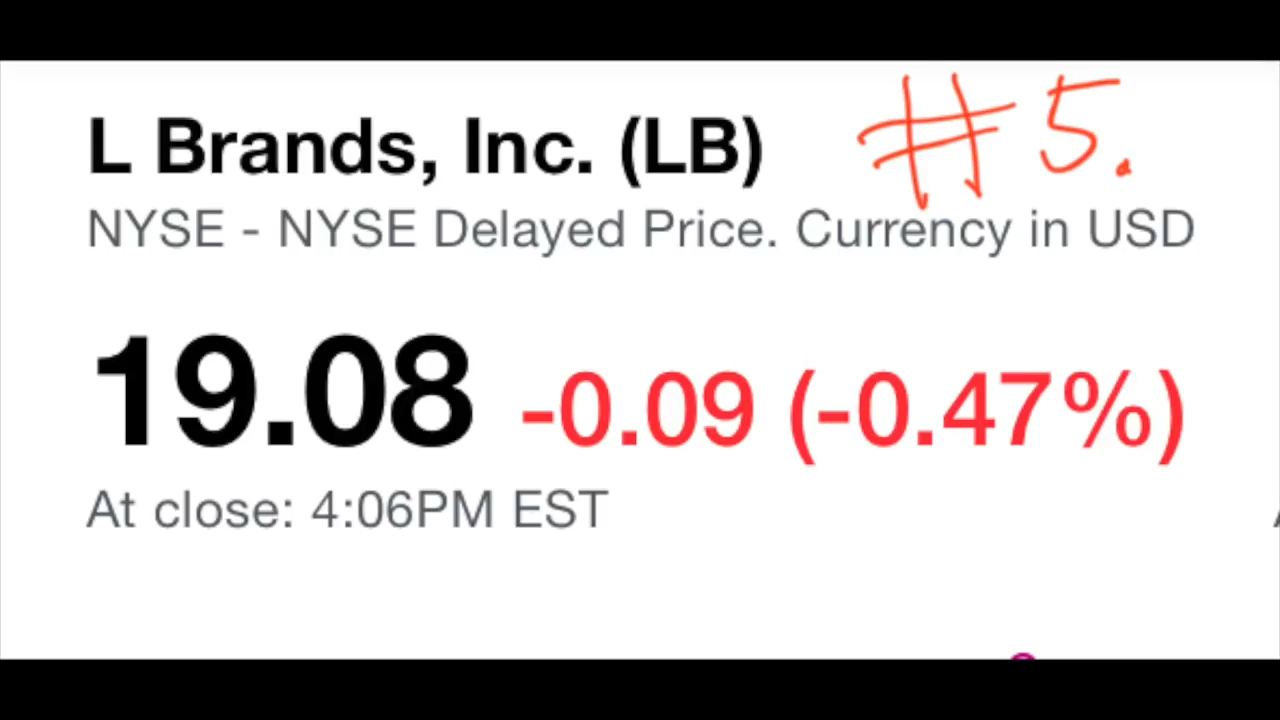 L Brands, Inc. (LB) #5.
NYSE - NYSE Delayed Price. Currency in USD
19.08 -0.09 (-0.47%)
At close: 4:06PM EST